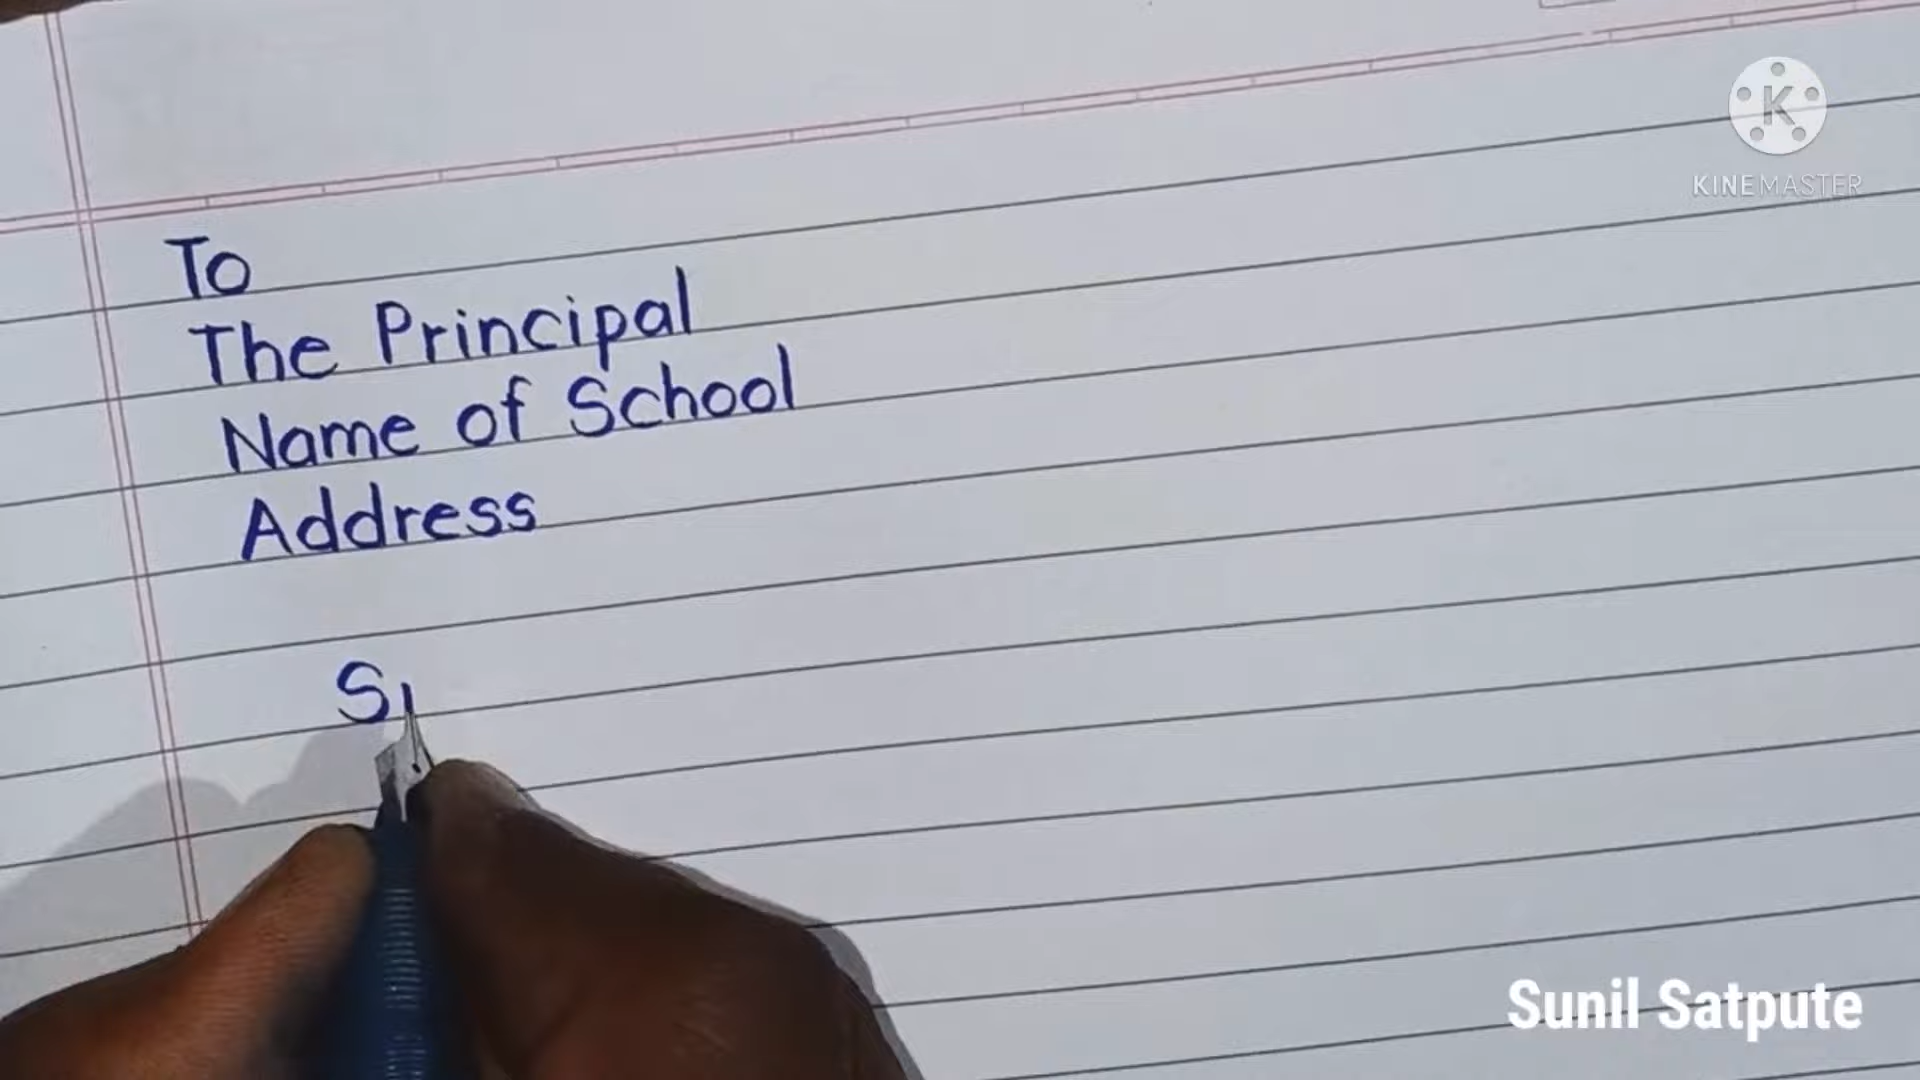 KINEMASTER
To
The Principal
Name of School
Address
Sunil Satpute